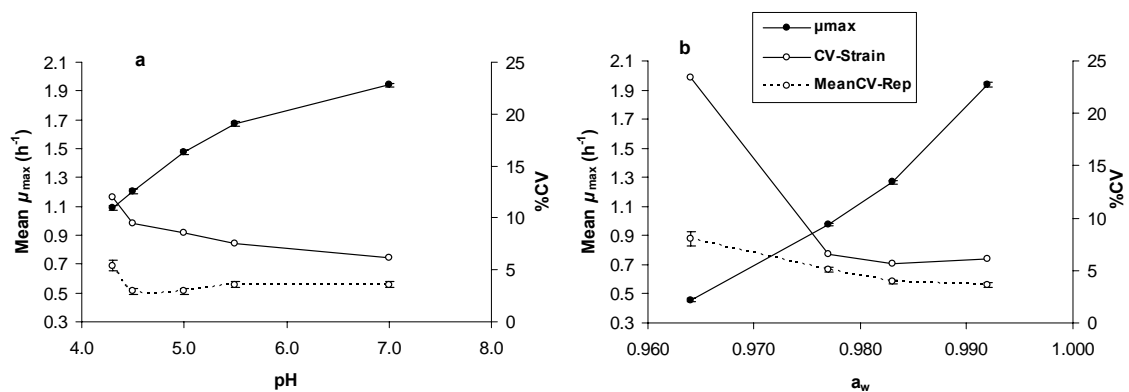 a
2.1
1.9
1.7
1.5
1.3
1.1
0.9
0.7
0.5
0.3
Mean µmax (h-1)
25
20
15
10
5
0
%CV
4.0 5.0 6.0 7.0 8.0
pH
b
µmax
CV-Strain
MeanCV-Rep
2.1
1.9
1.7
1.5
1.3
1.1
0.9
0.7
0.5
0.3
Mean µmax (h-1)
25
20
15
10
5
0
%CV
0.960 0.970 0.980 0.990 1.000
aw